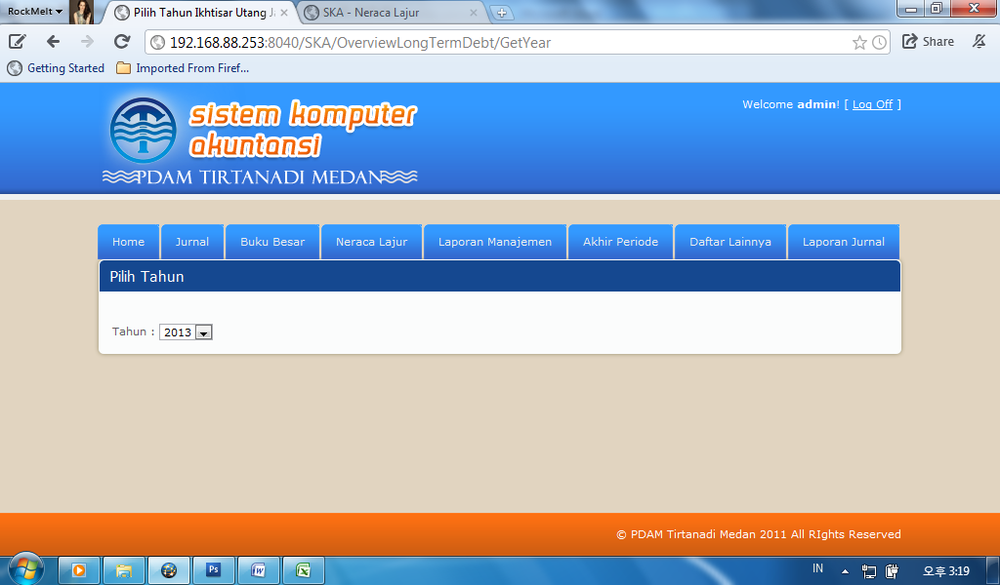 RockMelt
Pilih Tahun Ikhtisar Utang J
SKA - Neraca Lajur
192.168.88.253:8040/SKA/OverviewLongTermDebt/GetYear
Share
Getting Started
Imported From Firef...
sistem komputer
akuntansi
PDAM TIRTANADI MEDAN
Welcome admin! [ Log Off ]
Home
Jurnal
Buku Besar
Neraca Lajur
Laporan Manajemen
Akhir Periode
Daftar Lainnya
Laporan Jurnal
Pilih Tahun
Tahun : 2013
© PDAM Tirtanadi Medan 2011 All RIghts Reserved
Ps
IN
오후 3:19